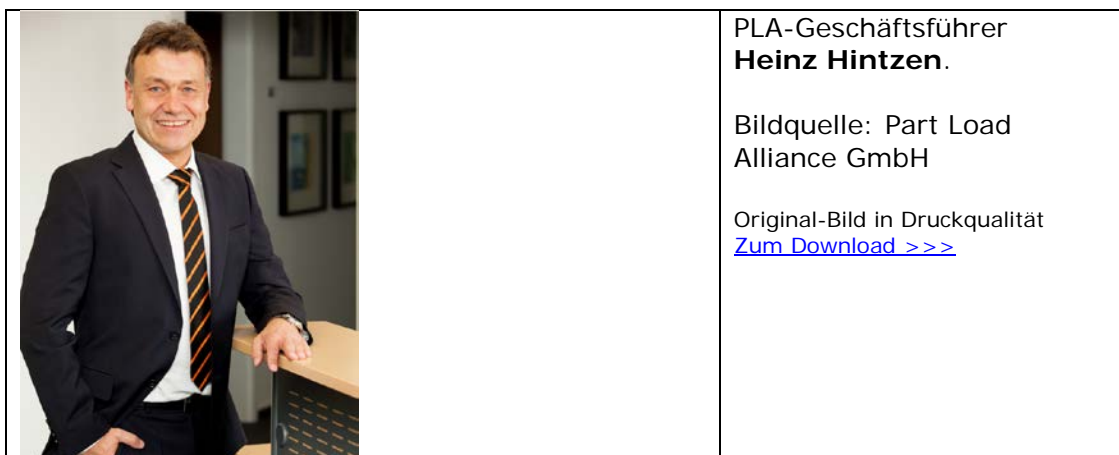 PLA-Geschäftsführer
Heinz Hintzen.
Bildquelle: Part Load
Alliance GmbH
Original-Bild in Druckqualität
Zum Download >>>